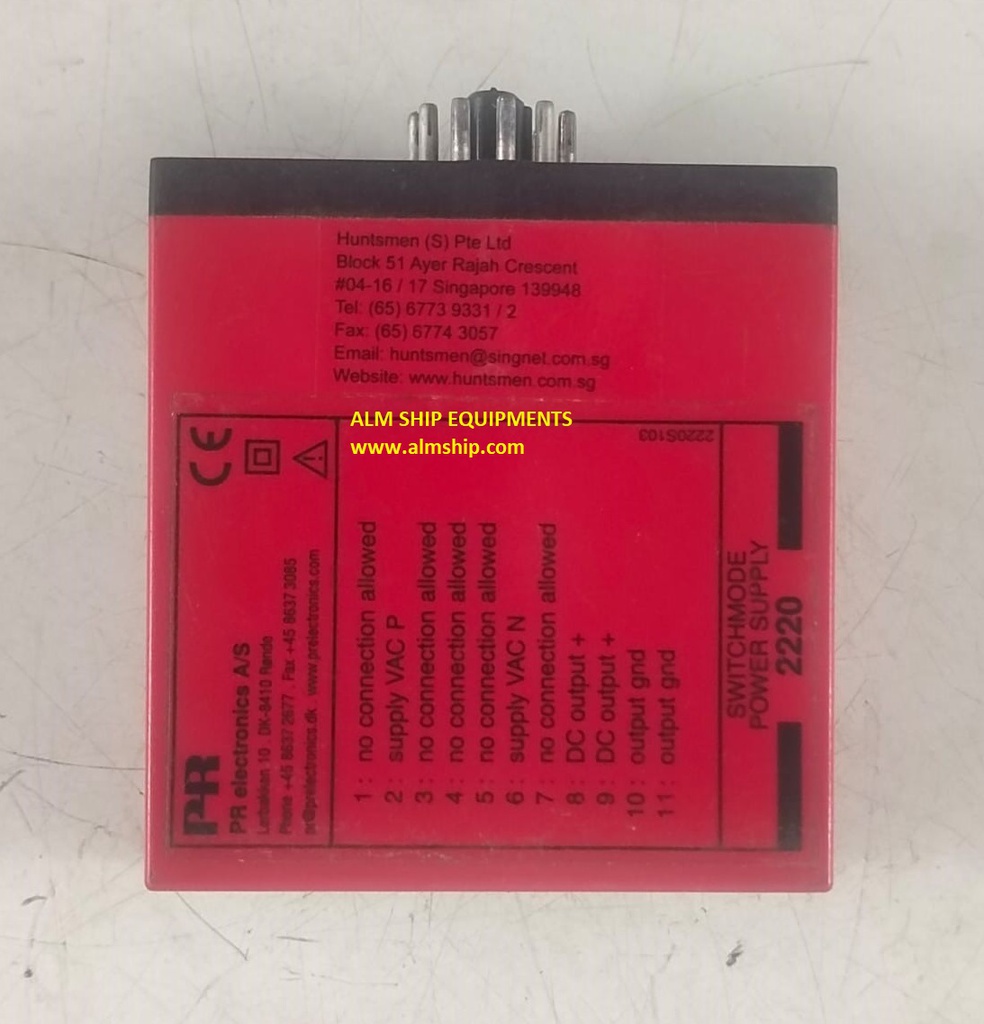 Huntsmen (S) Pte Ltd
Block 51 Ayer Rajah Crescent
#04-16 / 17 Singapore 139948
Tel: (65) 6773 9331 / 2
Fax: (65) 6774 3057
Email: huntsmen@singnet.com.sg
Website: www.huntsmen.com.sg
ALM SHIP EQUIPMENTS
www.almship.com
PR
PR electronics A/S
Lerbakken 10 . DK-8410 Rønde
Phone +45 8637 2677 . Fax +45 8637 3085
pr@prelectronics.dk www.prelectronics.com
CE
1 : no connection allowed
2 : supply VAC P
3 : no connection allowed
4 : no connection allowed
5 : no connection allowed
6 : supply VAC N
7 : no connection allowed
8 : DC output +
9 : DC output +
10 : output gnd
11 : output gnd
2220S103
SWITCHMODE
POWER SUPPLY
2220